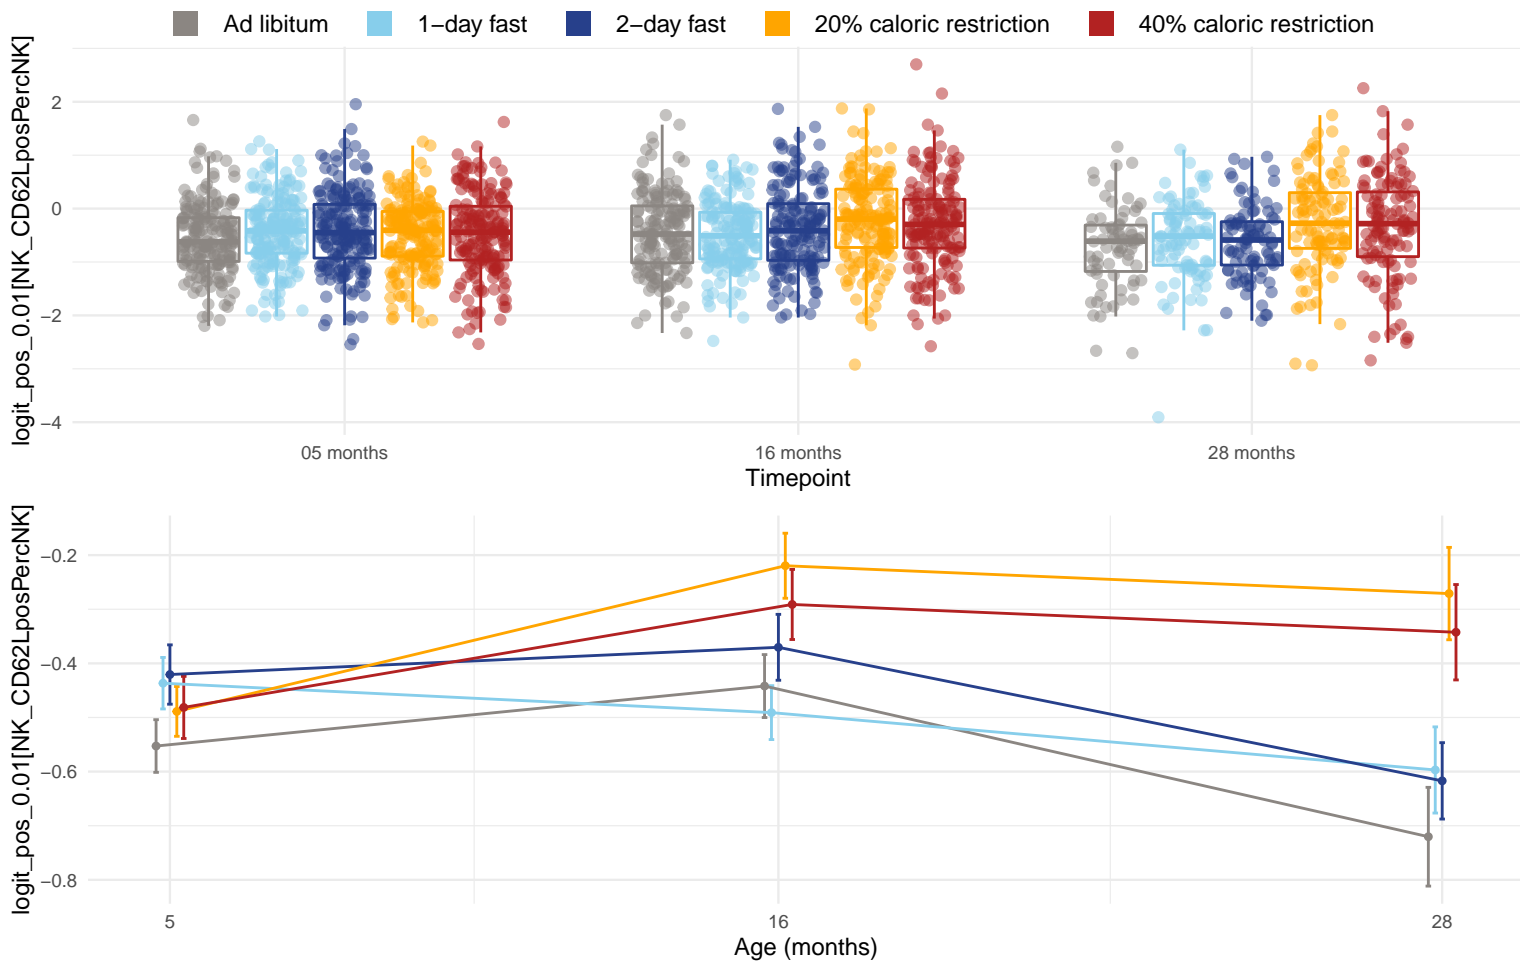 Ad libitum 1−day fast 2−day fast 20% caloric restriction 40% caloric restriction
logit_pos_0.01[NK_CD62LposPercNK]
2
0
−2
−4
05 months 16 months 28 months
Timepoint
logit_pos_0.01[NK_CD62LposPercNK]
−0.2
−0.4
−0.6
−0.8
5 16 28
Age (months)